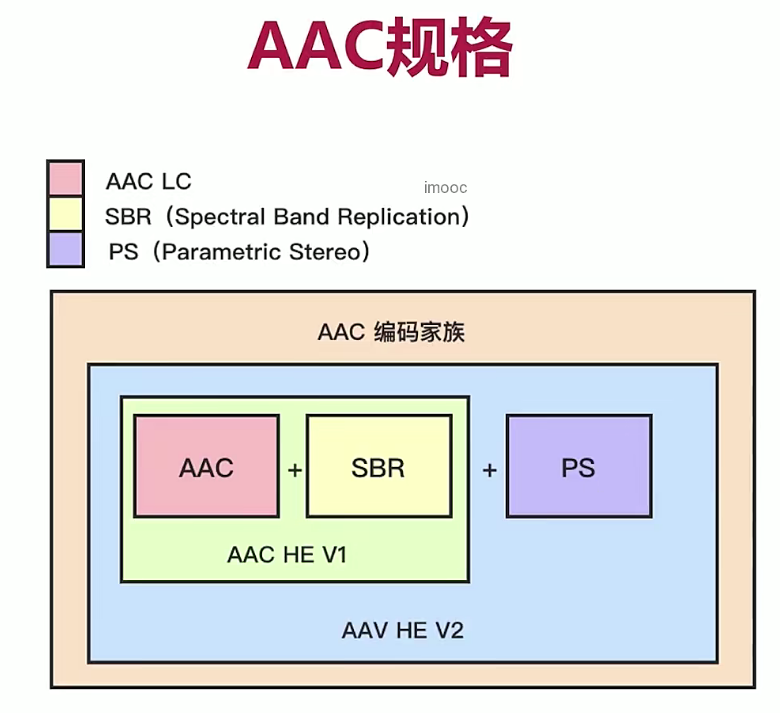 AAC规格
AAC LC
imooc
SBR（Spectral Band Replication）
PS（Parametric Stereo）
AAC 编码家族
AAC + SBR + PS
AAC HE V1
AAV HE V2